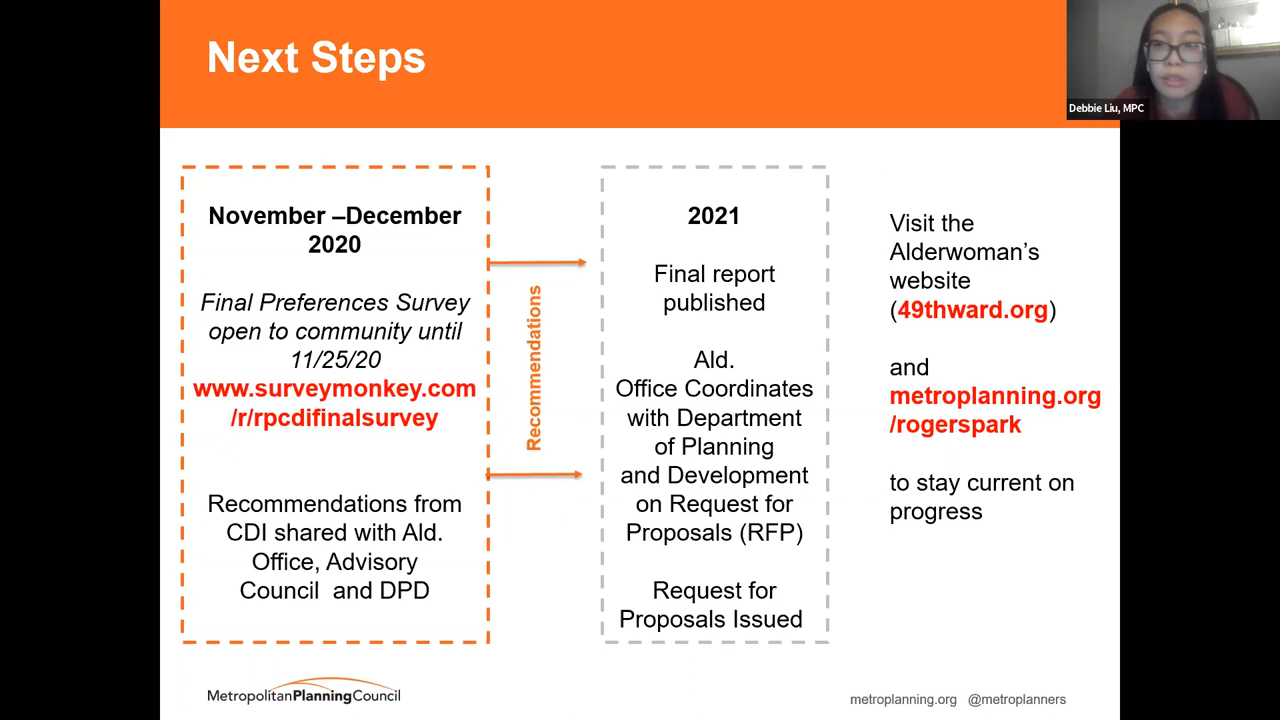 Next Steps
Debbie Liu, MPC
November –December
2020
Final Preferences Survey
open to community until
11/25/20
www.surveymonkey.com
/r/rpcdifinalsurvey
Recommendations from
CDI shared with Ald.
Office, Advisory
Council and DPD
Recommendations
2021
Final report
published
Ald.
Office Coordinates
with Department
of Planning
and Development
on Request for
Proposals (RFP)
Request for
Proposals Issued
Visit the
Alderwoman’s
website
(49thward.org)
and
metroplanning.org
/rogerspark
to stay current on
progress
MetropolitanPlanningCouncil
metroplanning.org @metroplanners